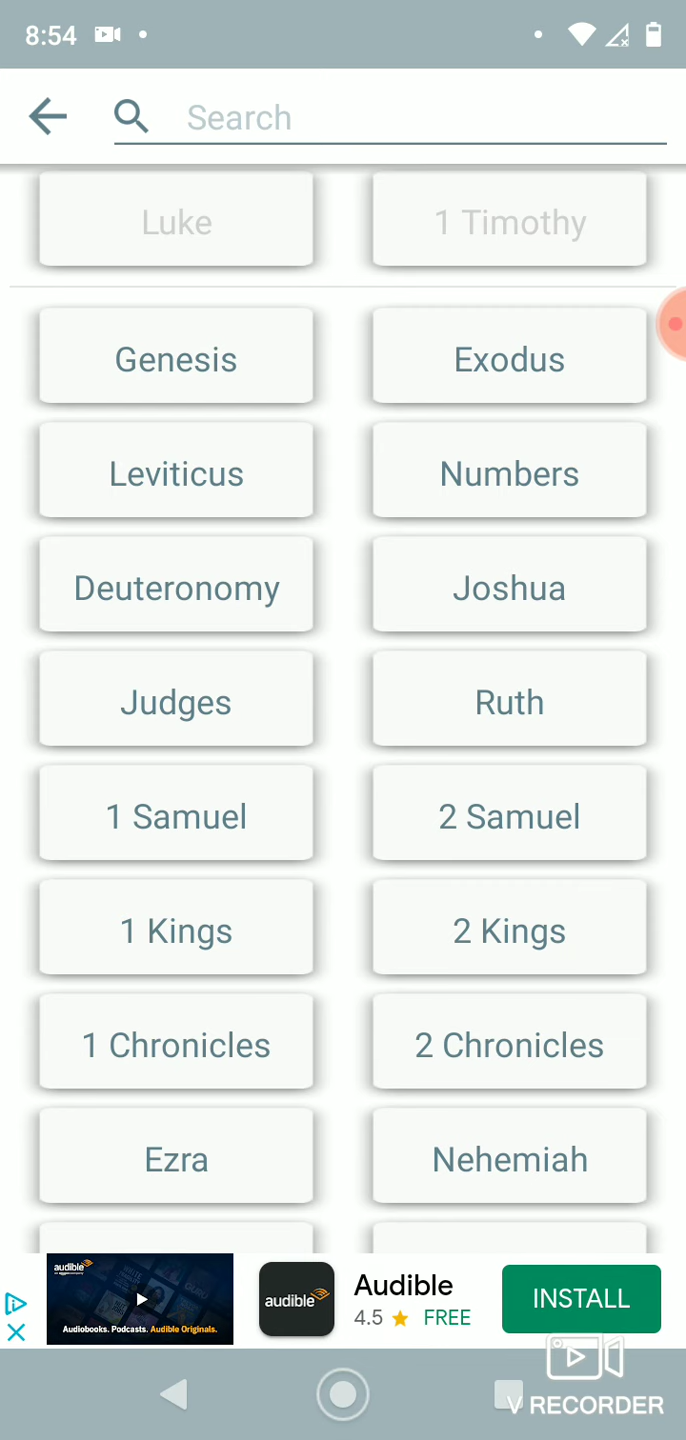 8:54
Search
Luke
1 Timothy
Genesis
Exodus
Leviticus
Numbers
Deuteronomy
Joshua
Judges
Ruth
1 Samuel
2 Samuel
1 Kings
2 Kings
1 Chronicles
2 Chronicles
Ezra
Nehemiah
audible
Audiobooks. Podcasts. Audible Originals.
audible
Audible
4.5 FREE
INSTALL
V RECORDER